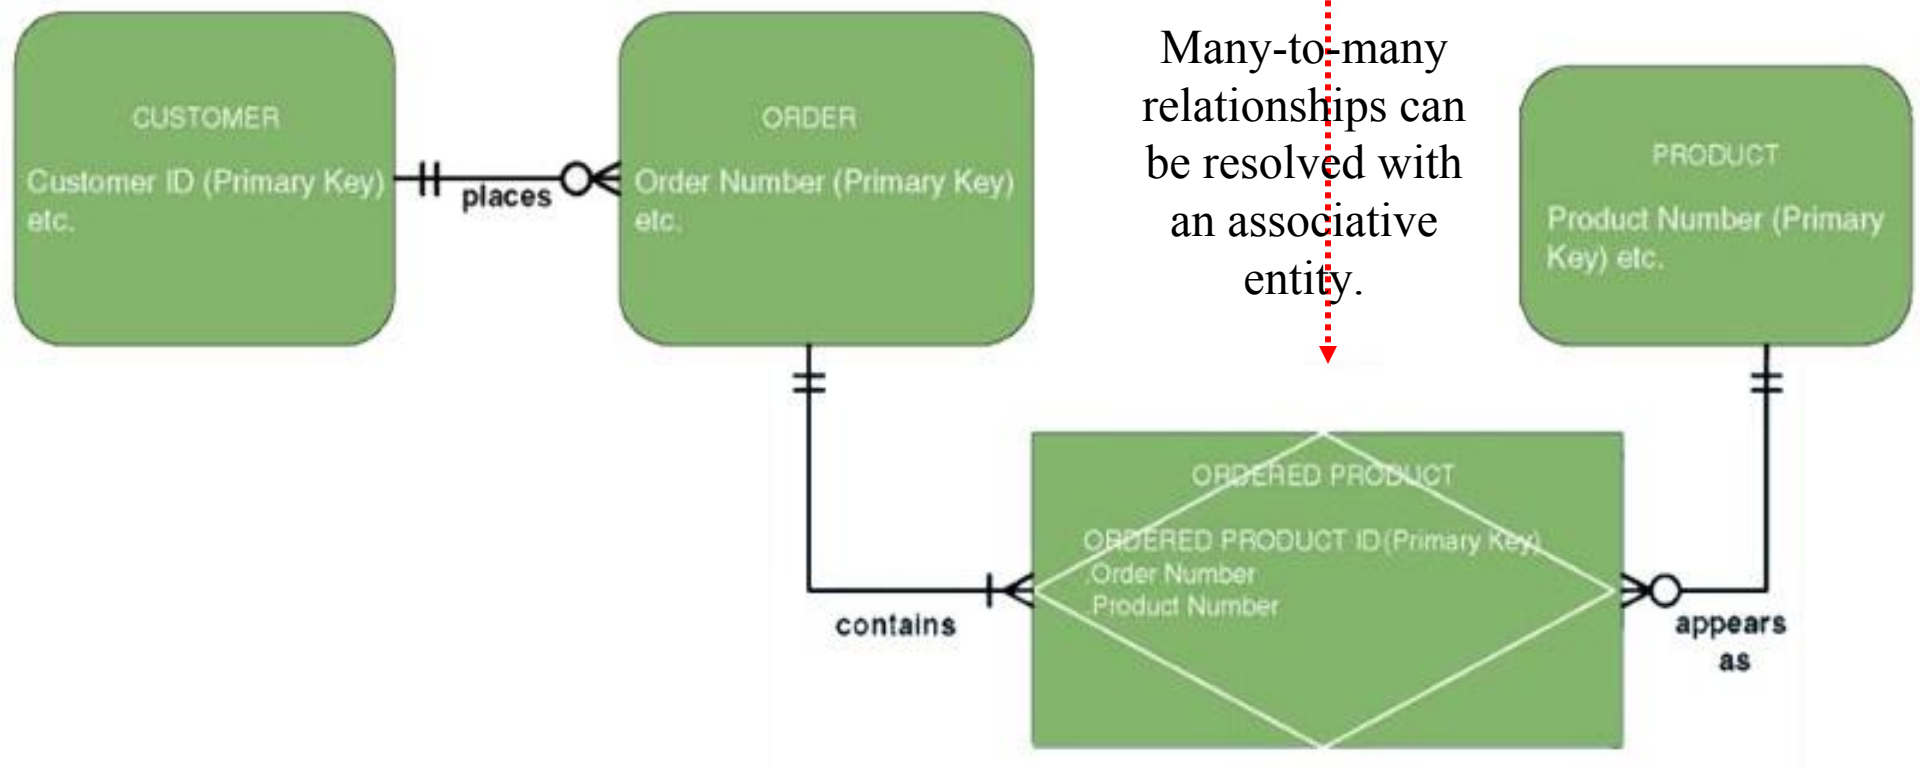 CUSTOMER
Customer ID (Primary Key)
etc.
places
ORDER
Order Number (Primary Key)
etc.
Many-to-many
relationships can
be resolved with
an associative
entity.
PRODUCT
Product Number (Primary
Key) etc.
contains
ORDERED PRODUCT
ORDERED PRODUCT ID(Primary Key)
.Order Number
.Product Number
appears
as